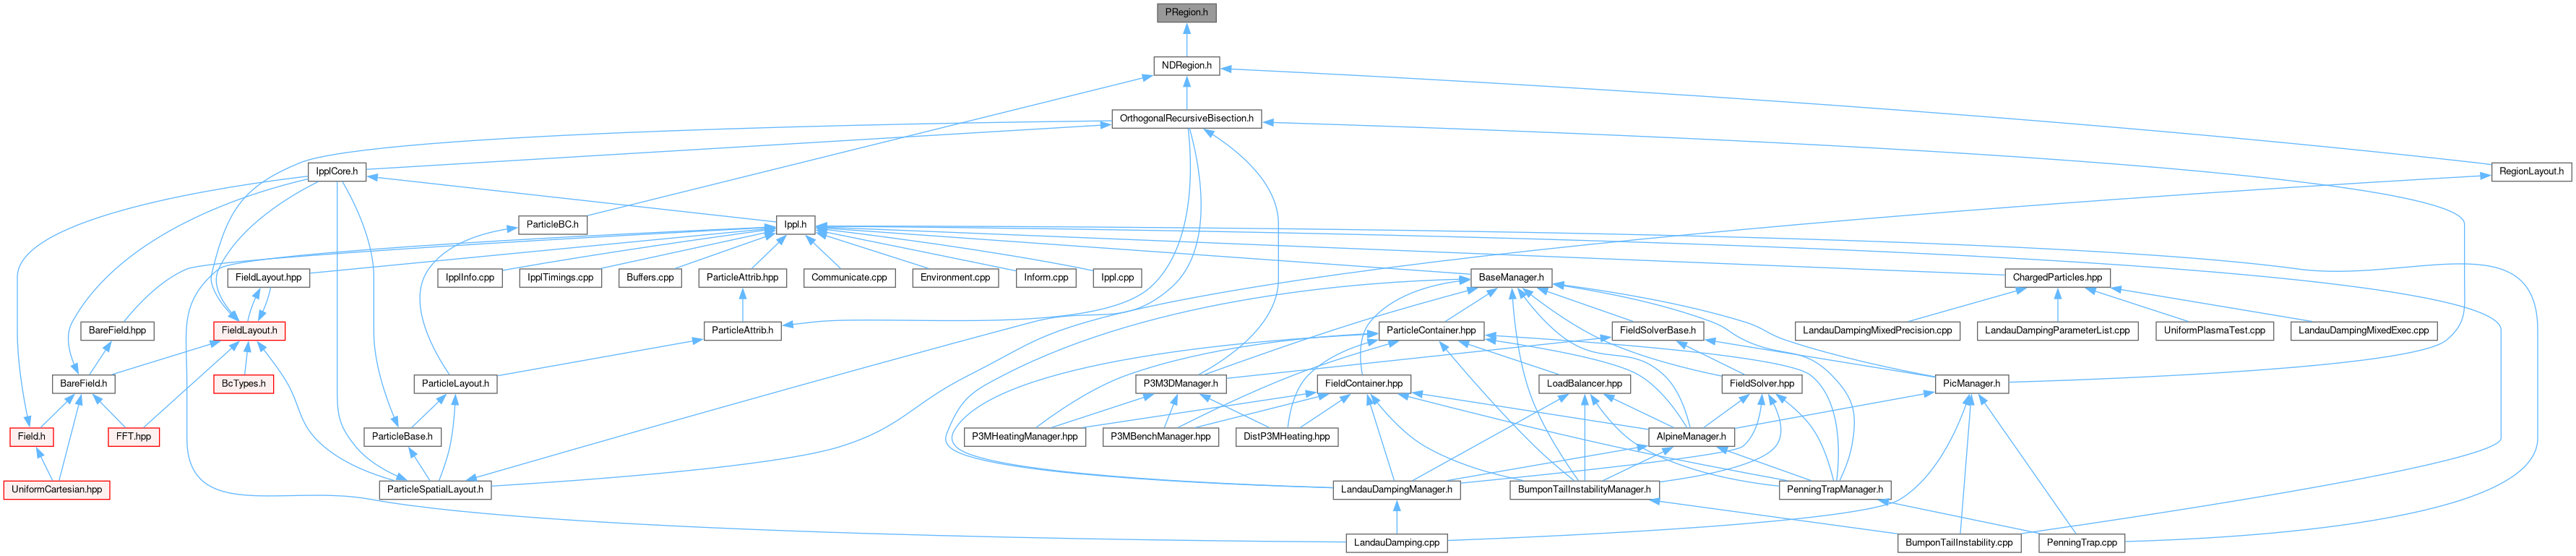 PRegion.h
NDRegion.h
OrthogonalRecursiveBisection.h
IpplCore.h
RegionLayout.h
ParticleBC.h
Ippl.h
FieldLayout.hpp
IpplInfo.cpp
IpplTimings.cpp
Buffers.cpp
ParticleAttrib.hpp
Communicate.cpp
Environment.cpp
Inform.cpp
Ippl.cpp
BaseManager.h
ChargedParticles.hpp
BareField.hpp
FieldLayout.h
ParticleAttrib.h
ParticleContainer.hpp
FieldSolverBase.h
LandauDampingMixedPrecision.cpp
LandauDampingParameterList.cpp
UniformPlasmaTest.cpp
LandauDampingMixedExec.cpp
BareField.h
BcTypes.h
ParticleLayout.h
P3M3DManager.h
FieldContainer.hpp
LoadBalancer.hpp
FieldSolver.hpp
PicManager.h
Field.h
FFT.hpp
ParticleBase.h
P3MHeatingManager.hpp
P3MBenchManager.hpp
DistP3MHeating.hpp
AlpineManager.h
UniformCartesian.hpp
ParticleSpatialLayout.h
LandauDampingManager.h
BumponTailInstabilityManager.h
PenningTrapManager.h
LandauDamping.cpp
BumponTailInstability.cpp
PenningTrap.cpp